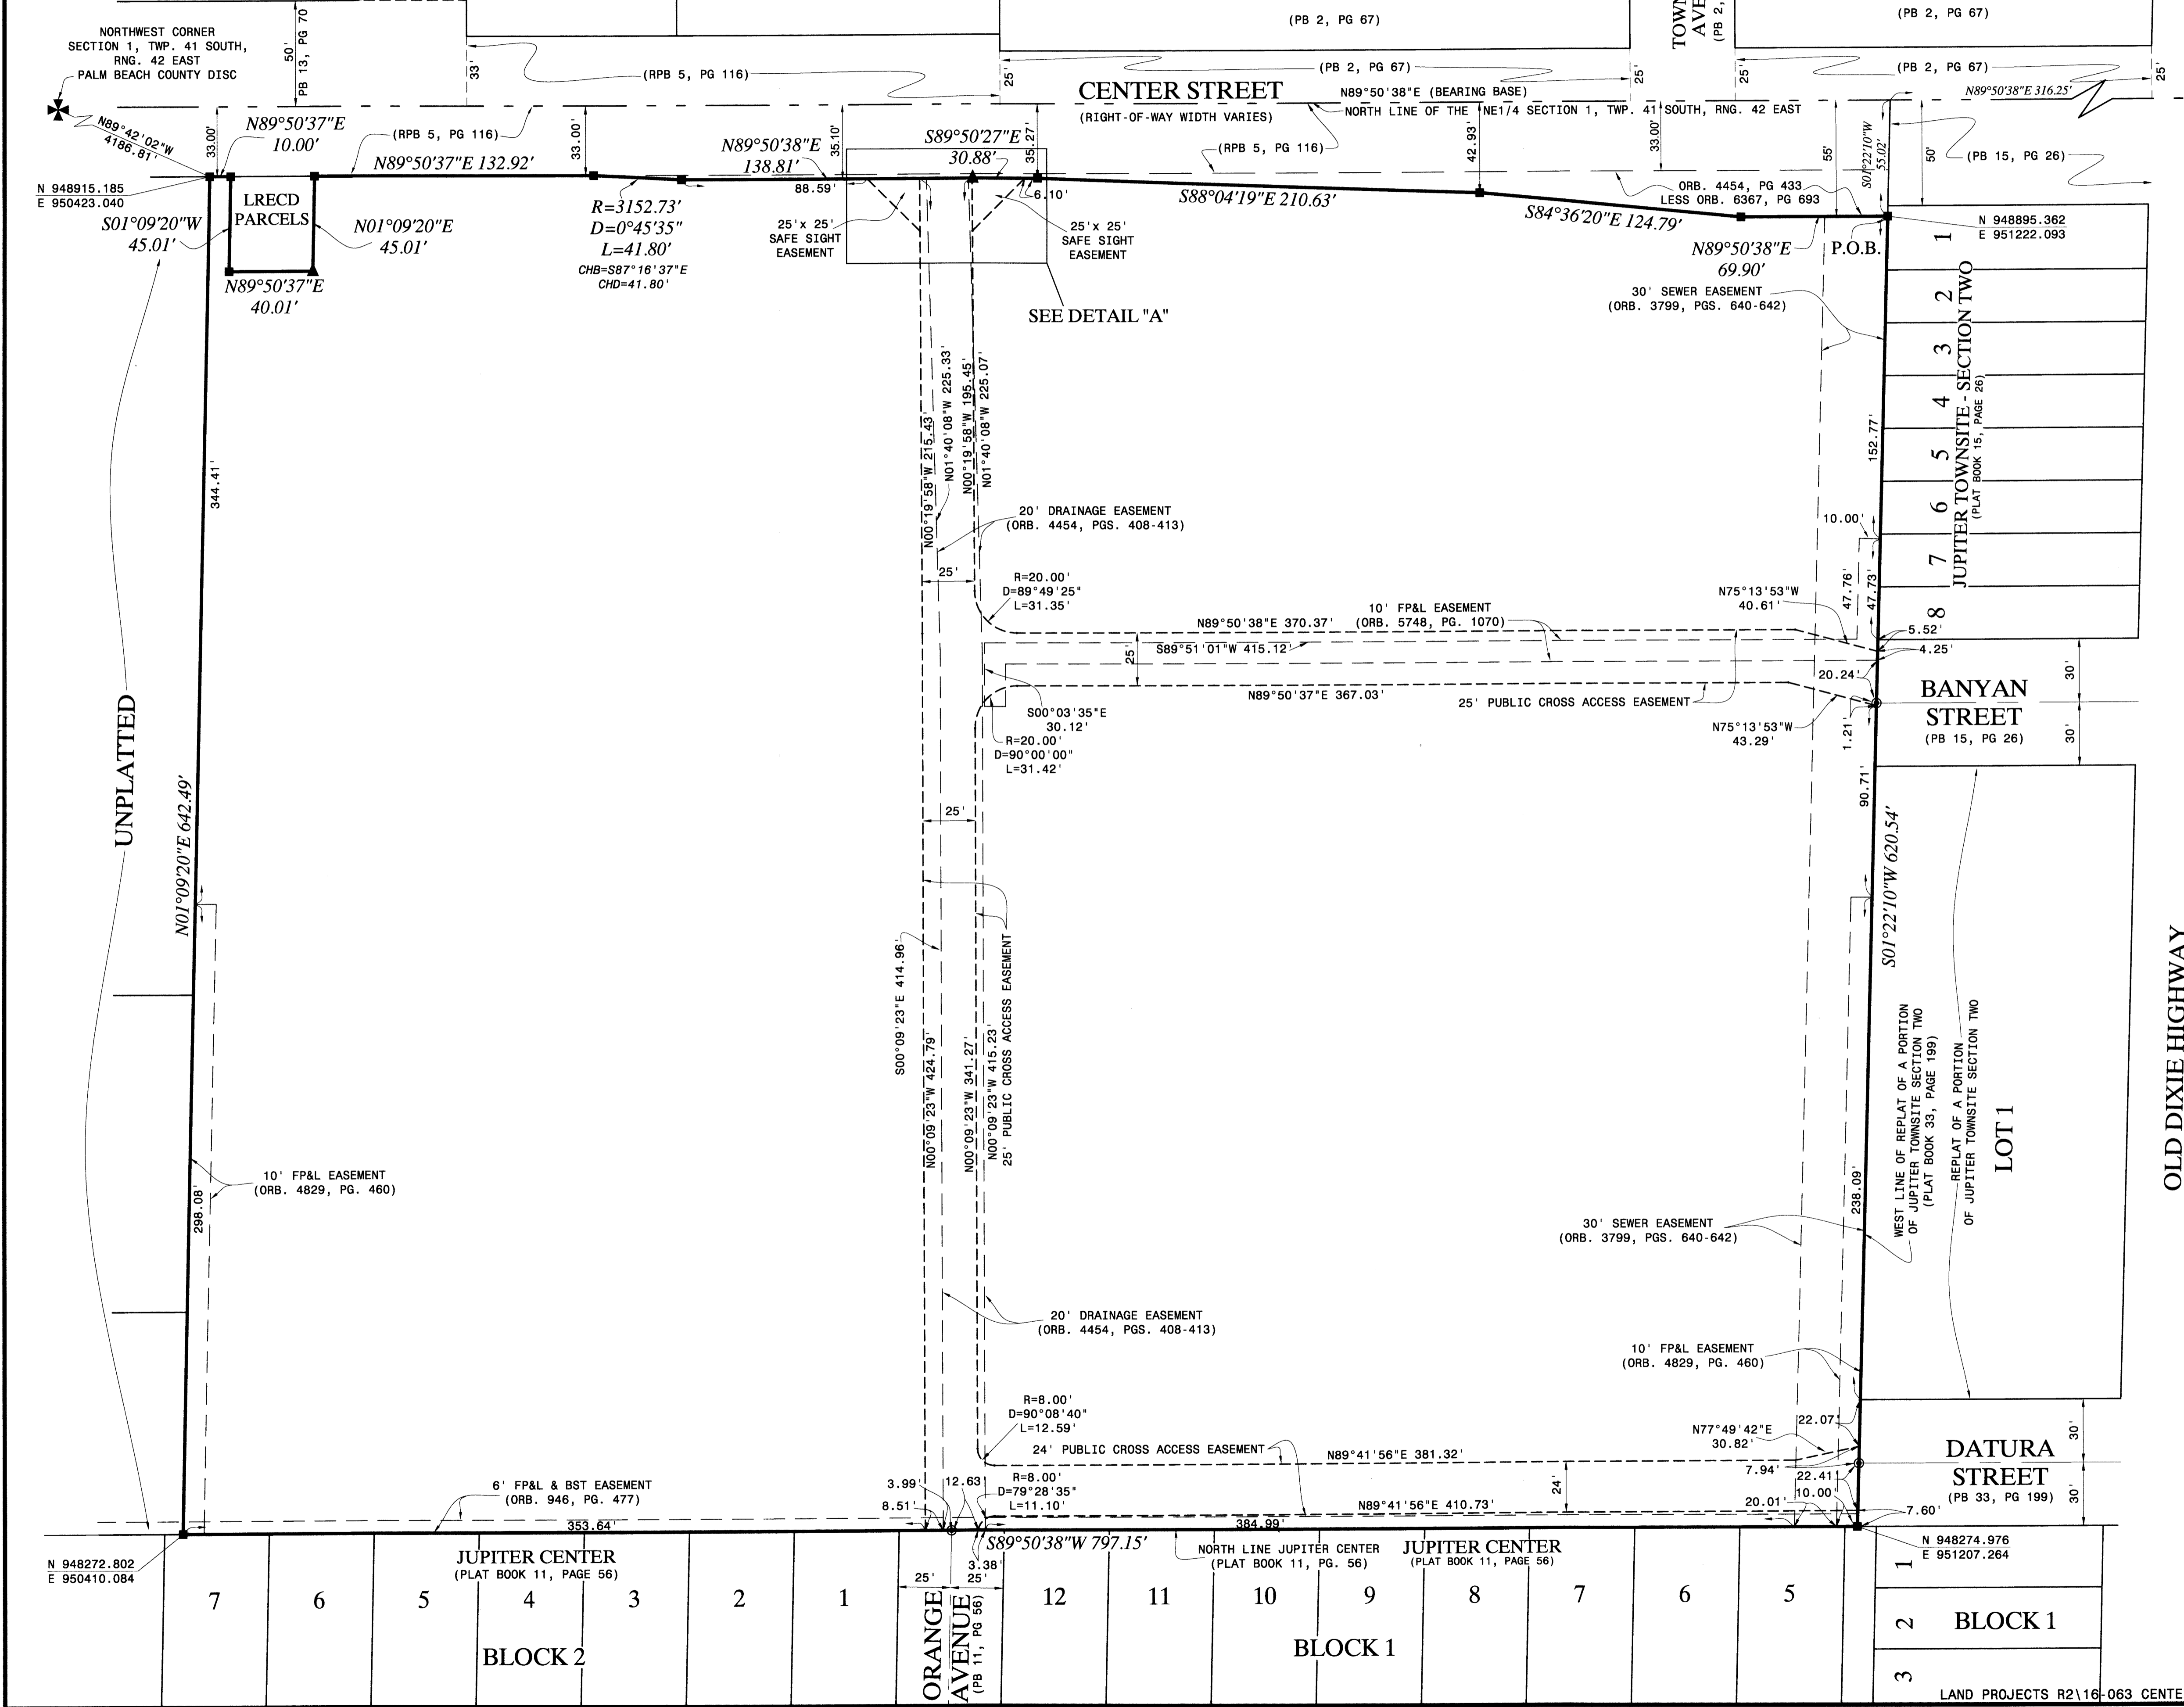 (PB 2, PG 67)
TOWN
AVE
(PB 2,
(PB 2, PG 67)
NORTHWEST CORNER
SECTION 1, TWP. 41 SOUTH,
RNG. 42 EAST
PALM BEACH COUNTY DISC
50'
PB 13, PG 70
33'
(RPB 5, PG 116)
25'
(PB 2, PG 67)
25'
25'
(PB 2, PG 67)
25'
CENTER STREET
(RIGHT-OF-WAY WIDTH VARIES)
N89°50'38"E (BEARING BASE)
NORTH LINE OF THE NE1/4 SECTION 1, TWP. 41 SOUTH, RNG. 42 EAST
N89°50'38"E 316.25'
N89°42'02"W
4186.81'
33.00'
N89°50'37"E
10.00'
(RPB 5, PG 116)
N89°50'37"E 132.92'
33.00'
N89°50'38"E
138.81'
35.10'
S89°50'27"E
30.88'
35.27'
(RPB 5, PG 116)
42.93'
33.00'
55'
S01°22'10"W
55.02'
50'
(PB 15, PG 26)
N 948915.185
E 950423.040
LRECD
PARCELS
S01°09'20"W
45.01'
N01°09'20"E
45.01'
N89°50'37"E
40.01'
R=3152.73'
D=0°45'35"
L=41.80'
CHB=S87°16'37"E
CHD=41.80'
88.59'
6.10'
25'x 25'
SAFE SIGHT
EASEMENT
25'x 25'
SAFE SIGHT
EASEMENT
SEE DETAIL "A"
S88°04'19"E 210.63'
S84°36'20"E 124.79'
ORB. 4454, PG 433
LESS ORB. 6367, PG 693
N89°50'38"E
69.90'
P.O.B.
N 948895.362
E 951222.093
30' SEWER EASEMENT
(ORB. 3799, PGS. 640-642)
1
2
3
4
5
6
7
8
JUPITER TOWNSITE - SECTION TWO
(PLAT BOOK 15, PAGE 26)
344.41'
N00°19'58"W 215.43'
N01°40'08"W 225.33'
N00°19'58"W 195.45'
N01°40'08"W 225.07'
152.77'
20' DRAINAGE EASEMENT
(ORB. 4454, PGS. 408-413)
25'
R=20.00'
D=89°49'25"
L=31.35'
10.00'
47.76'
47.73'
N75°13'53"W
40.61'
N89°50'38"E 370.37'
10' FP&L EASEMENT
(ORB. 5748, PG. 1070)
S89°51'01"W 415.12'
25'
5.52'
4.25'
20.24'
30'
BANYAN
STREET
(PB 15, PG 26)
30'
N89°50'37"E 367.03'
25' PUBLIC CROSS ACCESS EASEMENT
S00°03'35"E
30.12'
R=20.00'
D=90°00'00"
L=31.42'
N75°13'53"W
43.29'
1.21'
90.71'
UNPLATTED
N01°09'20"E 642.49'
25'
S01°22'10"W 620.54'
S00°09'23"E 414.96'
N00°09'23"W 424.79'
N00°09'23"W 341.27'
N00°09'23"W 415.23'
25' PUBLIC CROSS ACCESS EASEMENT
WEST LINE OF REPLAT OF A PORTION
OF JUPITER TOWNSITE SECTION TWO
(PLAT BOOK 33, PAGE 199)
REPLAT OF A PORTION
OF JUPITER TOWNSITE SECTION TWO
LOT 1
OLD DIXIE HIGHWAY
10' FP&L EASEMENT
(ORB. 4829, PG. 460)
298.08'
238.09'
30' SEWER EASEMENT
(ORB. 3799, PGS. 640-642)
20' DRAINAGE EASEMENT
(ORB. 4454, PGS. 408-413)
10' FP&L EASEMENT
(ORB. 4829, PG. 460)
R=8.00'
D=90°08'40"
L=12.59'
24' PUBLIC CROSS ACCESS EASEMENT
N89°41'56"E 381.32'
N77°49'42"E
30.82'
22.07'
30'
DATURA
STREET
(PB 33, PG 199)
30'
6' FP&L & BST EASEMENT
(ORB. 946, PG. 477)
3.99'
8.51'
12.63'
R=8.00'
D=79°28'35"
L=11.10'
N89°41'56"E 410.73'
24'
7.94'
22.41'
10.00'
20.01'
7.60'
353.64'
384.99'
S89°50'38"W 797.15'
3.38'
N 948272.802
E 950410.084
JUPITER CENTER
(PLAT BOOK 11, PAGE 56)
NORTH LINE JUPITER CENTER
(PLAT BOOK 11, PG. 56)
JUPITER CENTER
(PLAT BOOK 11, PAGE 56)
N 948274.976
E 951207.264
25'
25'
7
6
5
4
3
2
1
ORANGE
AVENUE
(PB 11, PG 56)
12
11
10
9
8
7
6
5
1
2
3
BLOCK 2
BLOCK 1
BLOCK 1
LAND PROJECTS R2\16-063 CENTE